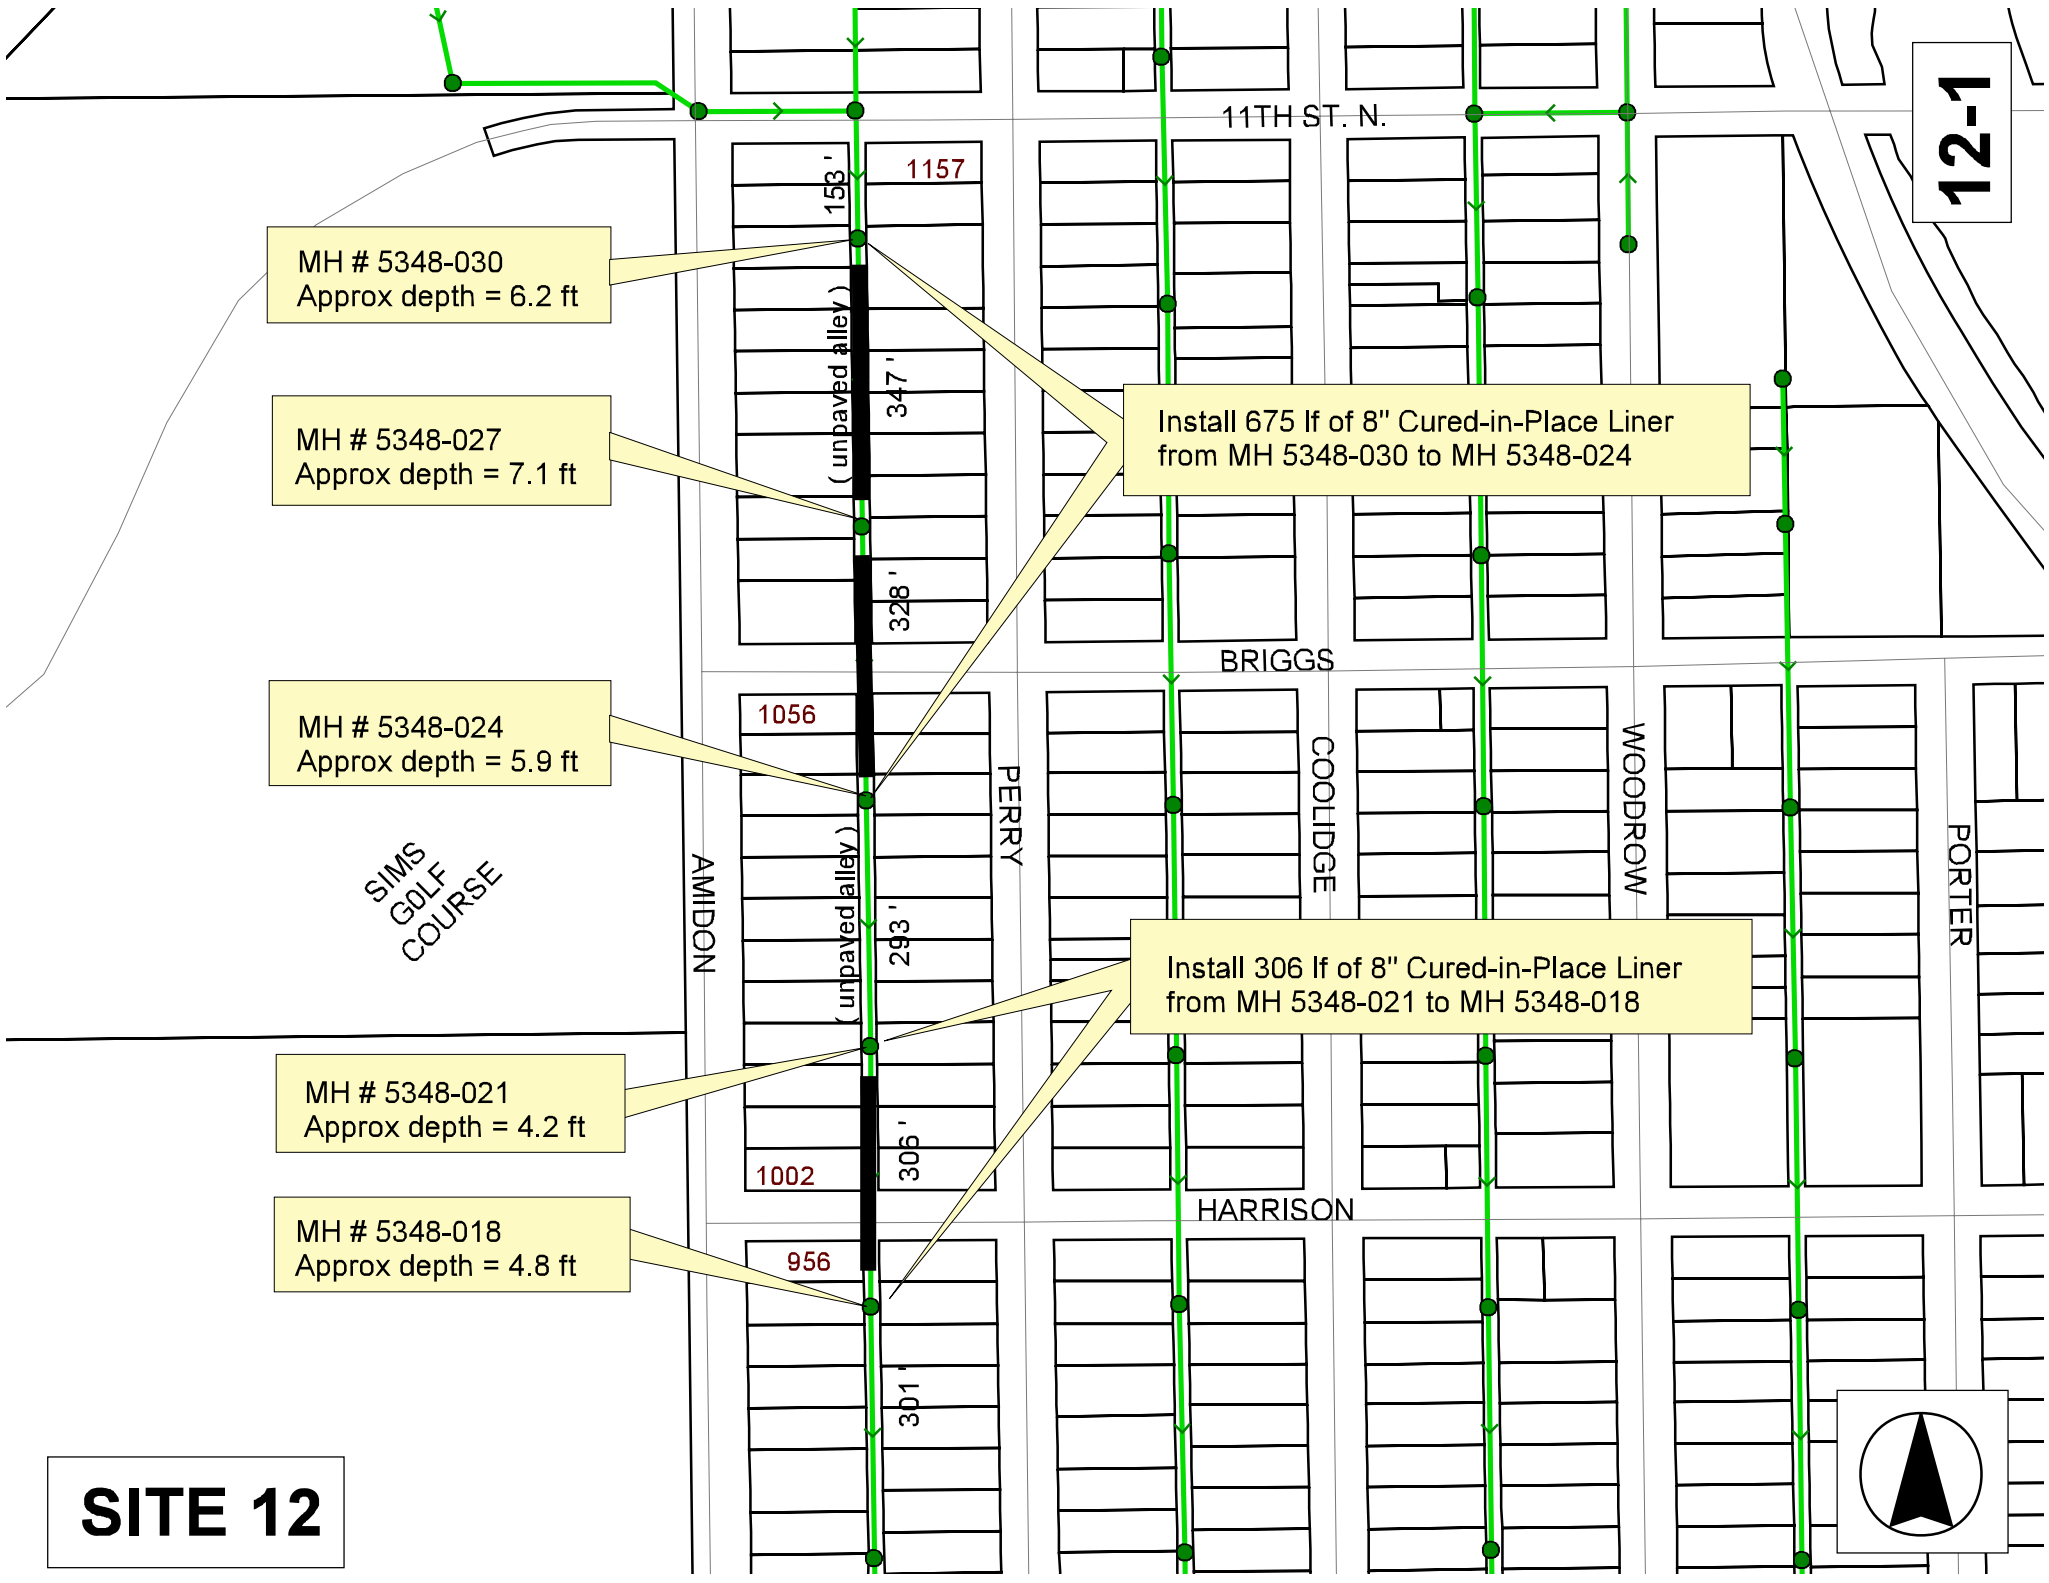 12-1
11TH ST. N.
153 '
1157
MH # 5348-030
Approx depth = 6.2 ft
( unpaved alley )
347 '
MH # 5348-027
Approx depth = 7.1 ft
Install 675 lf of 8" Cured-in-Place Liner
from MH 5348-030 to MH 5348-024
328 '
BRIGGS
MH # 5348-024
Approx depth = 5.9 ft
1056
PERRY
COOLIDGE
WOODROW
PORTER
AMIDON
SIMS
GOLF
COURSE
( unpaved alley )
293 '
Install 306 lf of 8" Cured-in-Place Liner
from MH 5348-021 to MH 5348-018
MH # 5348-021
Approx depth = 4.2 ft
306 '
1002
HARRISON
MH # 5348-018
Approx depth = 4.8 ft
956
301 '
SITE 12